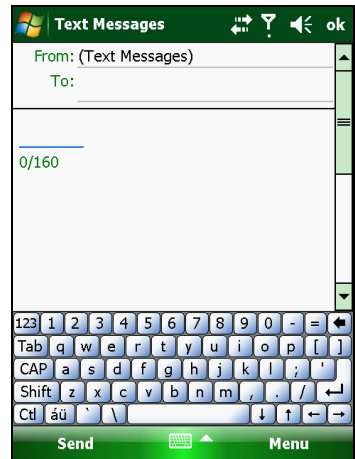 Text Messages ok
From: (Text Messages)
To:
0/160
123 1 2 3 4 5 6 7 8 9 0 - =
Tab q w e r t y u i o p [ ]
CAP a s d f g h j k l ; '
Shift z x c v b n m , . /
Ctl áü ` \
Send Menu